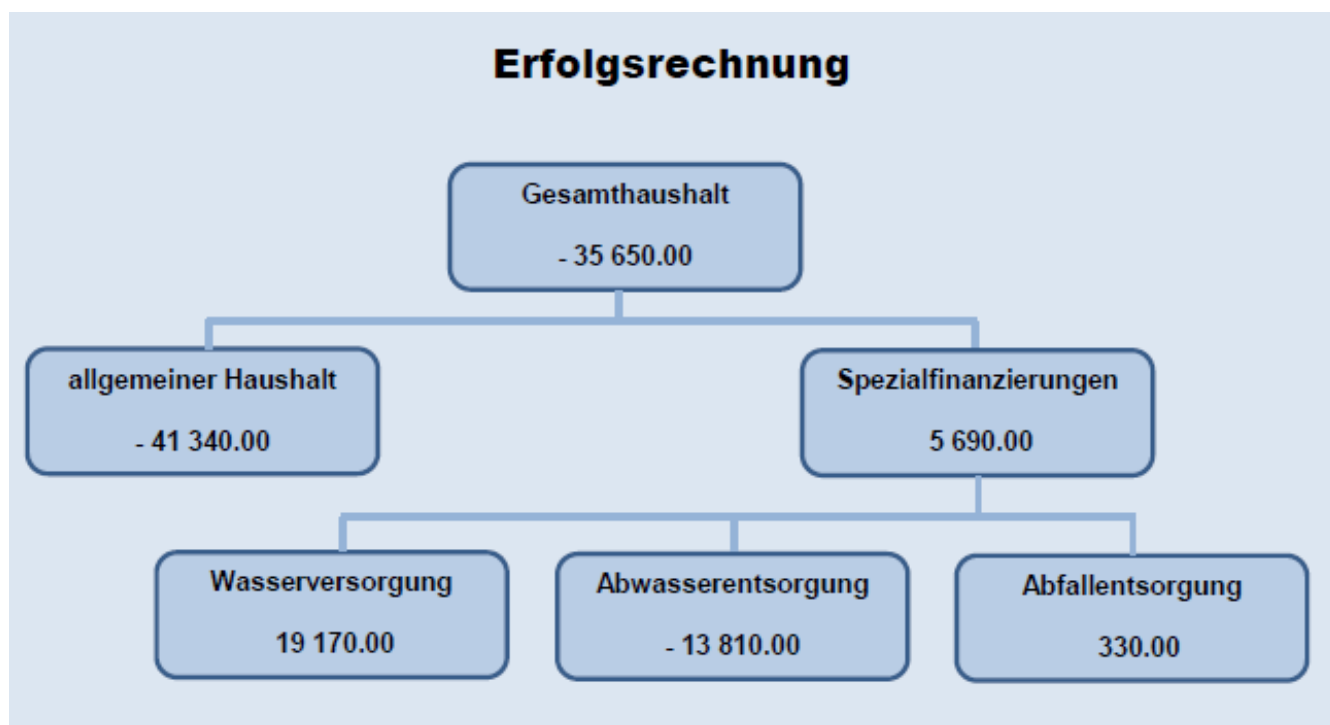 Erfolgsrechnung
Gesamthaushalt
- 35 650.00
allgemeiner Haushalt
- 41 340.00
Spezialfinanzierungen
5 690.00
Wasserversorgung
19 170.00
Abwasserentsorgung
- 13 810.00
Abfallentsorgung
330.00